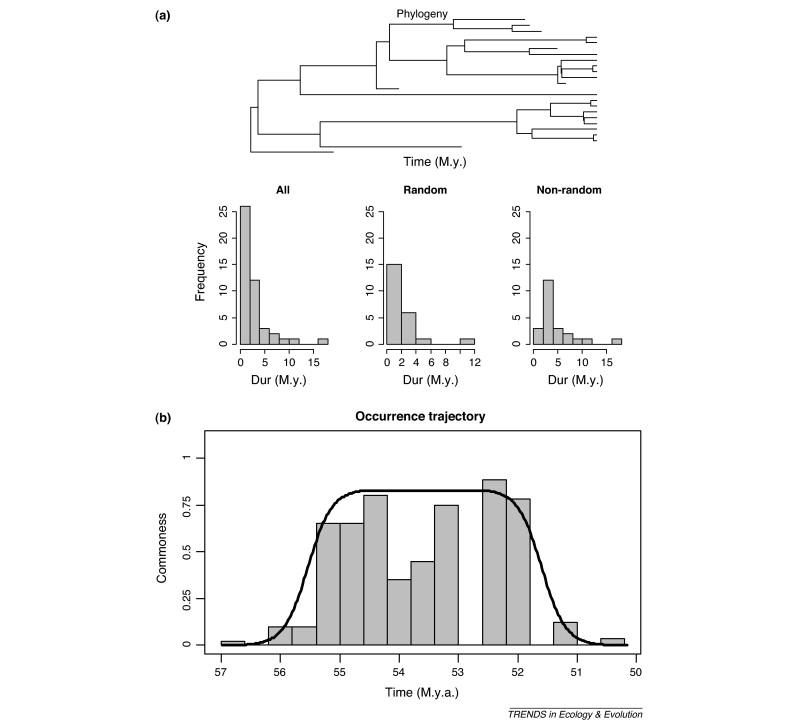 (a)
Phylogeny
Time (M.y.)
All
Random
Non-random
Frequency
25
20
15
10
5
0
0 5 10 15
Dur (M.y.)
25
20
15
10
5
0
0 2 4 6 8 12
Dur (M.y.)
25
20
15
10
5
0
0 5 10 15
Dur (M.y.)
(b)
Occurrence trajectory
Commoness
1
0.75
0.5
0.25
0
57 56 55 54 53 52 51 50
Time (M.y.a.)
TRENDS in Ecology & Evolution